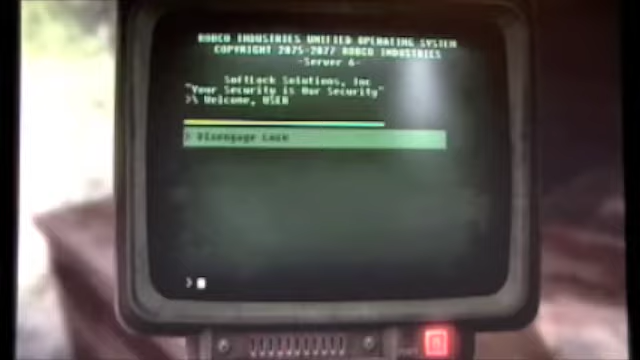 ROBCO INDUSTRIES UNIFIED OPERATING SYSTEM
COPYRIGHT 2075-2077 ROBCO INDUSTRIES
-Server 6-
SoftLock Solutions, Inc
"Your Security is Our Security"
>\ Welcome, USER
> Disengage Lock
>